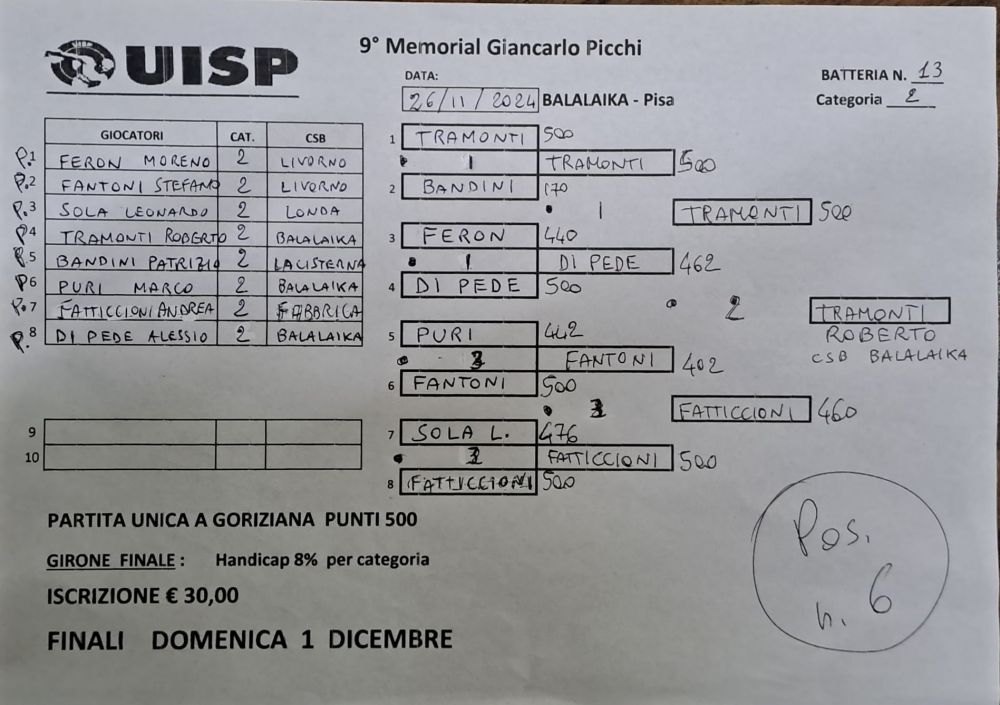 UISP
9° Memorial Giancarlo Picchi
DATA:
26/11/2024 BALALAIKA - Pisa
BATTERIA N. 13
Categoria 2
GIOCATORI CAT. CSB
P.1 FERON MORENO 2 LIVORNO
P.2 FANTONI STEFANO 2 LIVORNO
P.3 SOLA LEONARDO 2 LONDA
P4 TRAMONTI ROBERTO 2 BALALAIKA
P.5 BANDINI PATRIZIO 2 LACISTERNA
P6 PURI MARCO 2 BALALAIKA
P.7 FATTICCIONI ANDREA 2 FABBRICA
P.8 DI PEDE ALESSIO 2 BALALAIKA
9
10
1 TRAMONTI 500
1 TRAMONTI 500
2 BANDINI 170
1 TRAMONTI 500
3 FERON 440
1 DI PEDE 462
4 DI PEDE 500
2 TRAMONTI
ROBERTO
CSB BALALAIKA
5 PURI 442
FANTONI 402
6 FANTONI 500
FATTICCIONI 460
7 SOLA L. 476
FATTICCIONI 500
8 FATTICCIONI 500
PARTITA UNICA A GORIZIANA PUNTI 500
GIRONE FINALE : Handicap 8% per categoria
ISCRIZIONE € 30,00
FINALI DOMENICA 1 DICEMBRE
Pos.
n. 6